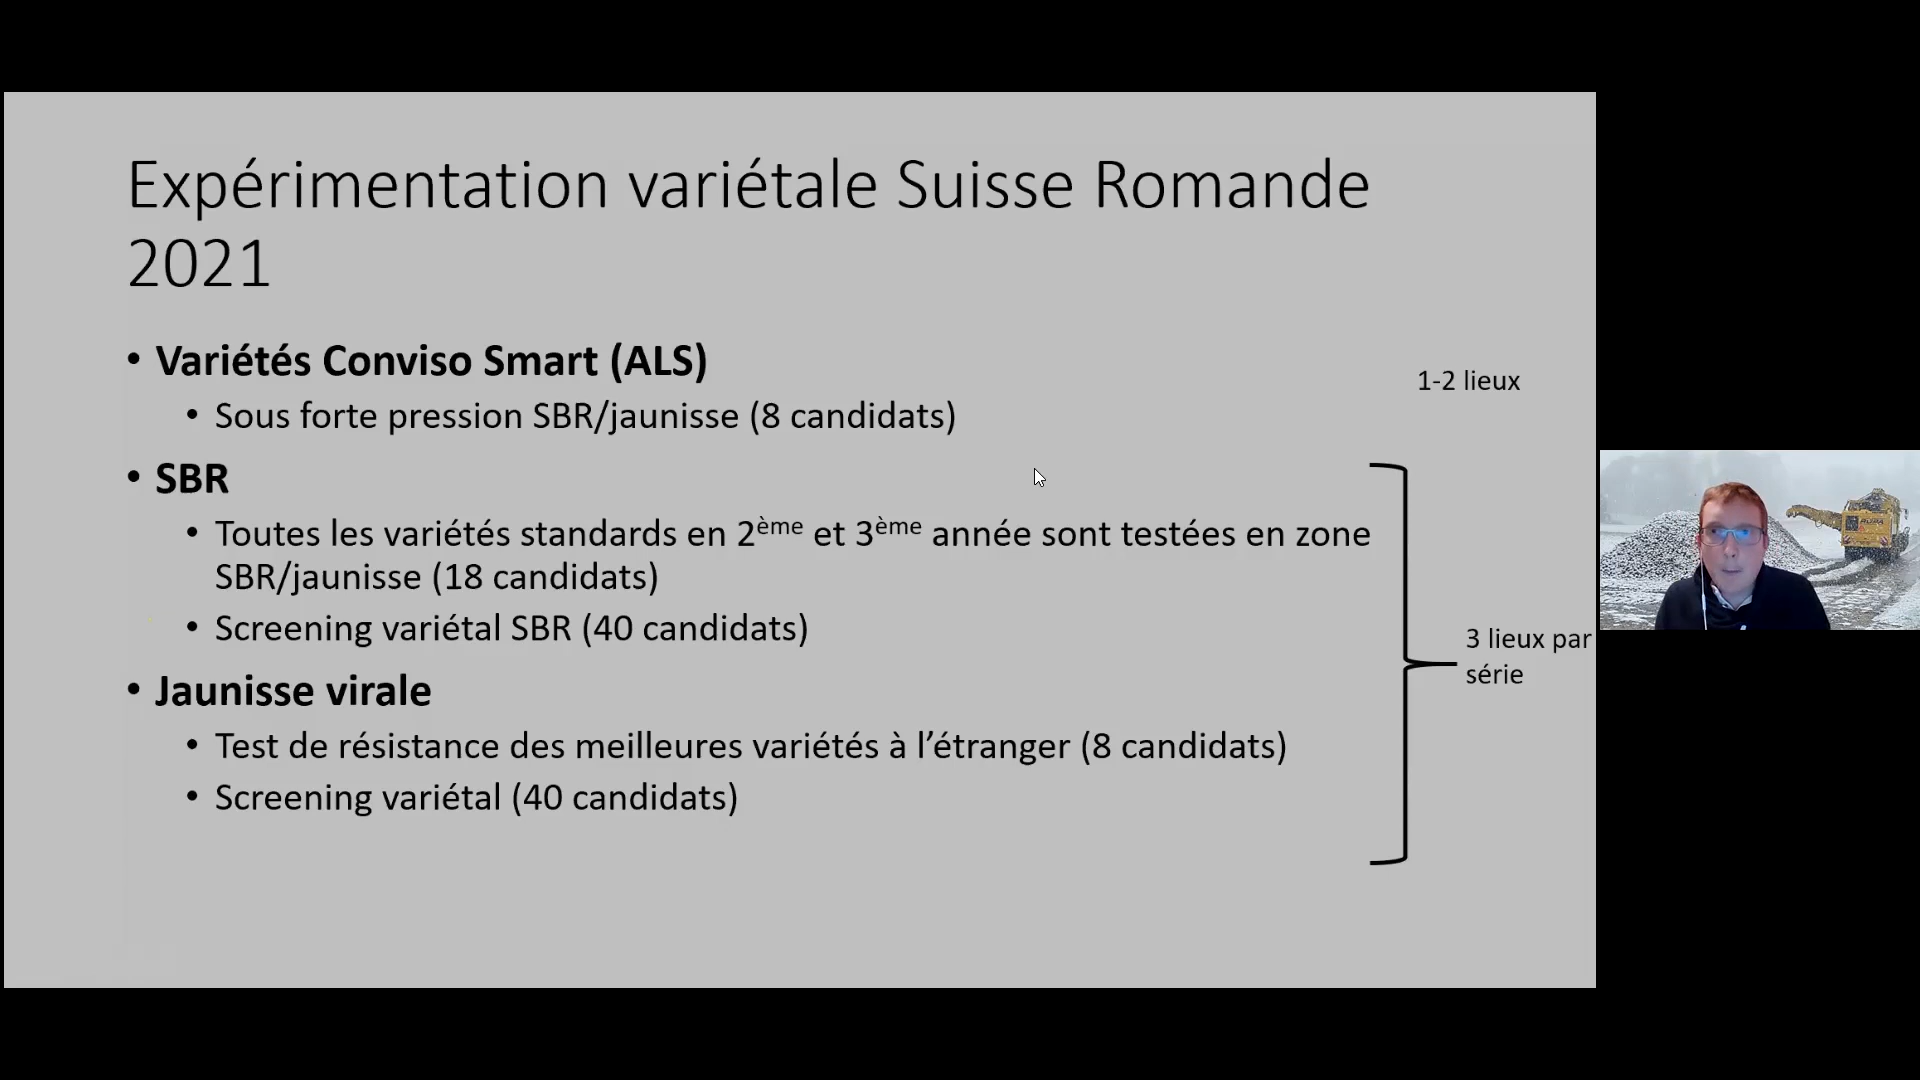 Expérimentation variétale Suisse Romande
2021
• Variétés Conviso Smart (ALS)
1-2 lieux
• Sous forte pression SBR/jaunisse (8 candidats)
• SBR
• Toutes les variétés standards en 2ème et 3ème année sont testées en zone
SBR/jaunisse (18 candidats)
• Screening variétal SBR (40 candidats)
3 lieux par
série
• Jaunisse virale
• Test de résistance des meilleures variétés à l’étranger (8 candidats)
• Screening variétal (40 candidats)